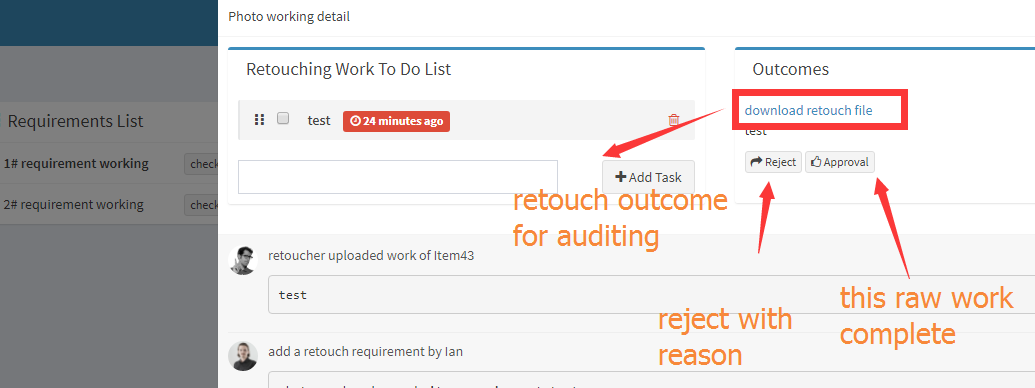 Photo working detail
Retouching Work To Do List
test 24 minutes ago
Add Task
Outcomes
download retouch file
test
Reject Approval
Requirements List
1# requirement working check
2# requirement working check
retouch outcome
for auditing
reject with
reason
this raw work
complete
retoucher uploaded work of Item43
test
add a retouch requirement by Ian